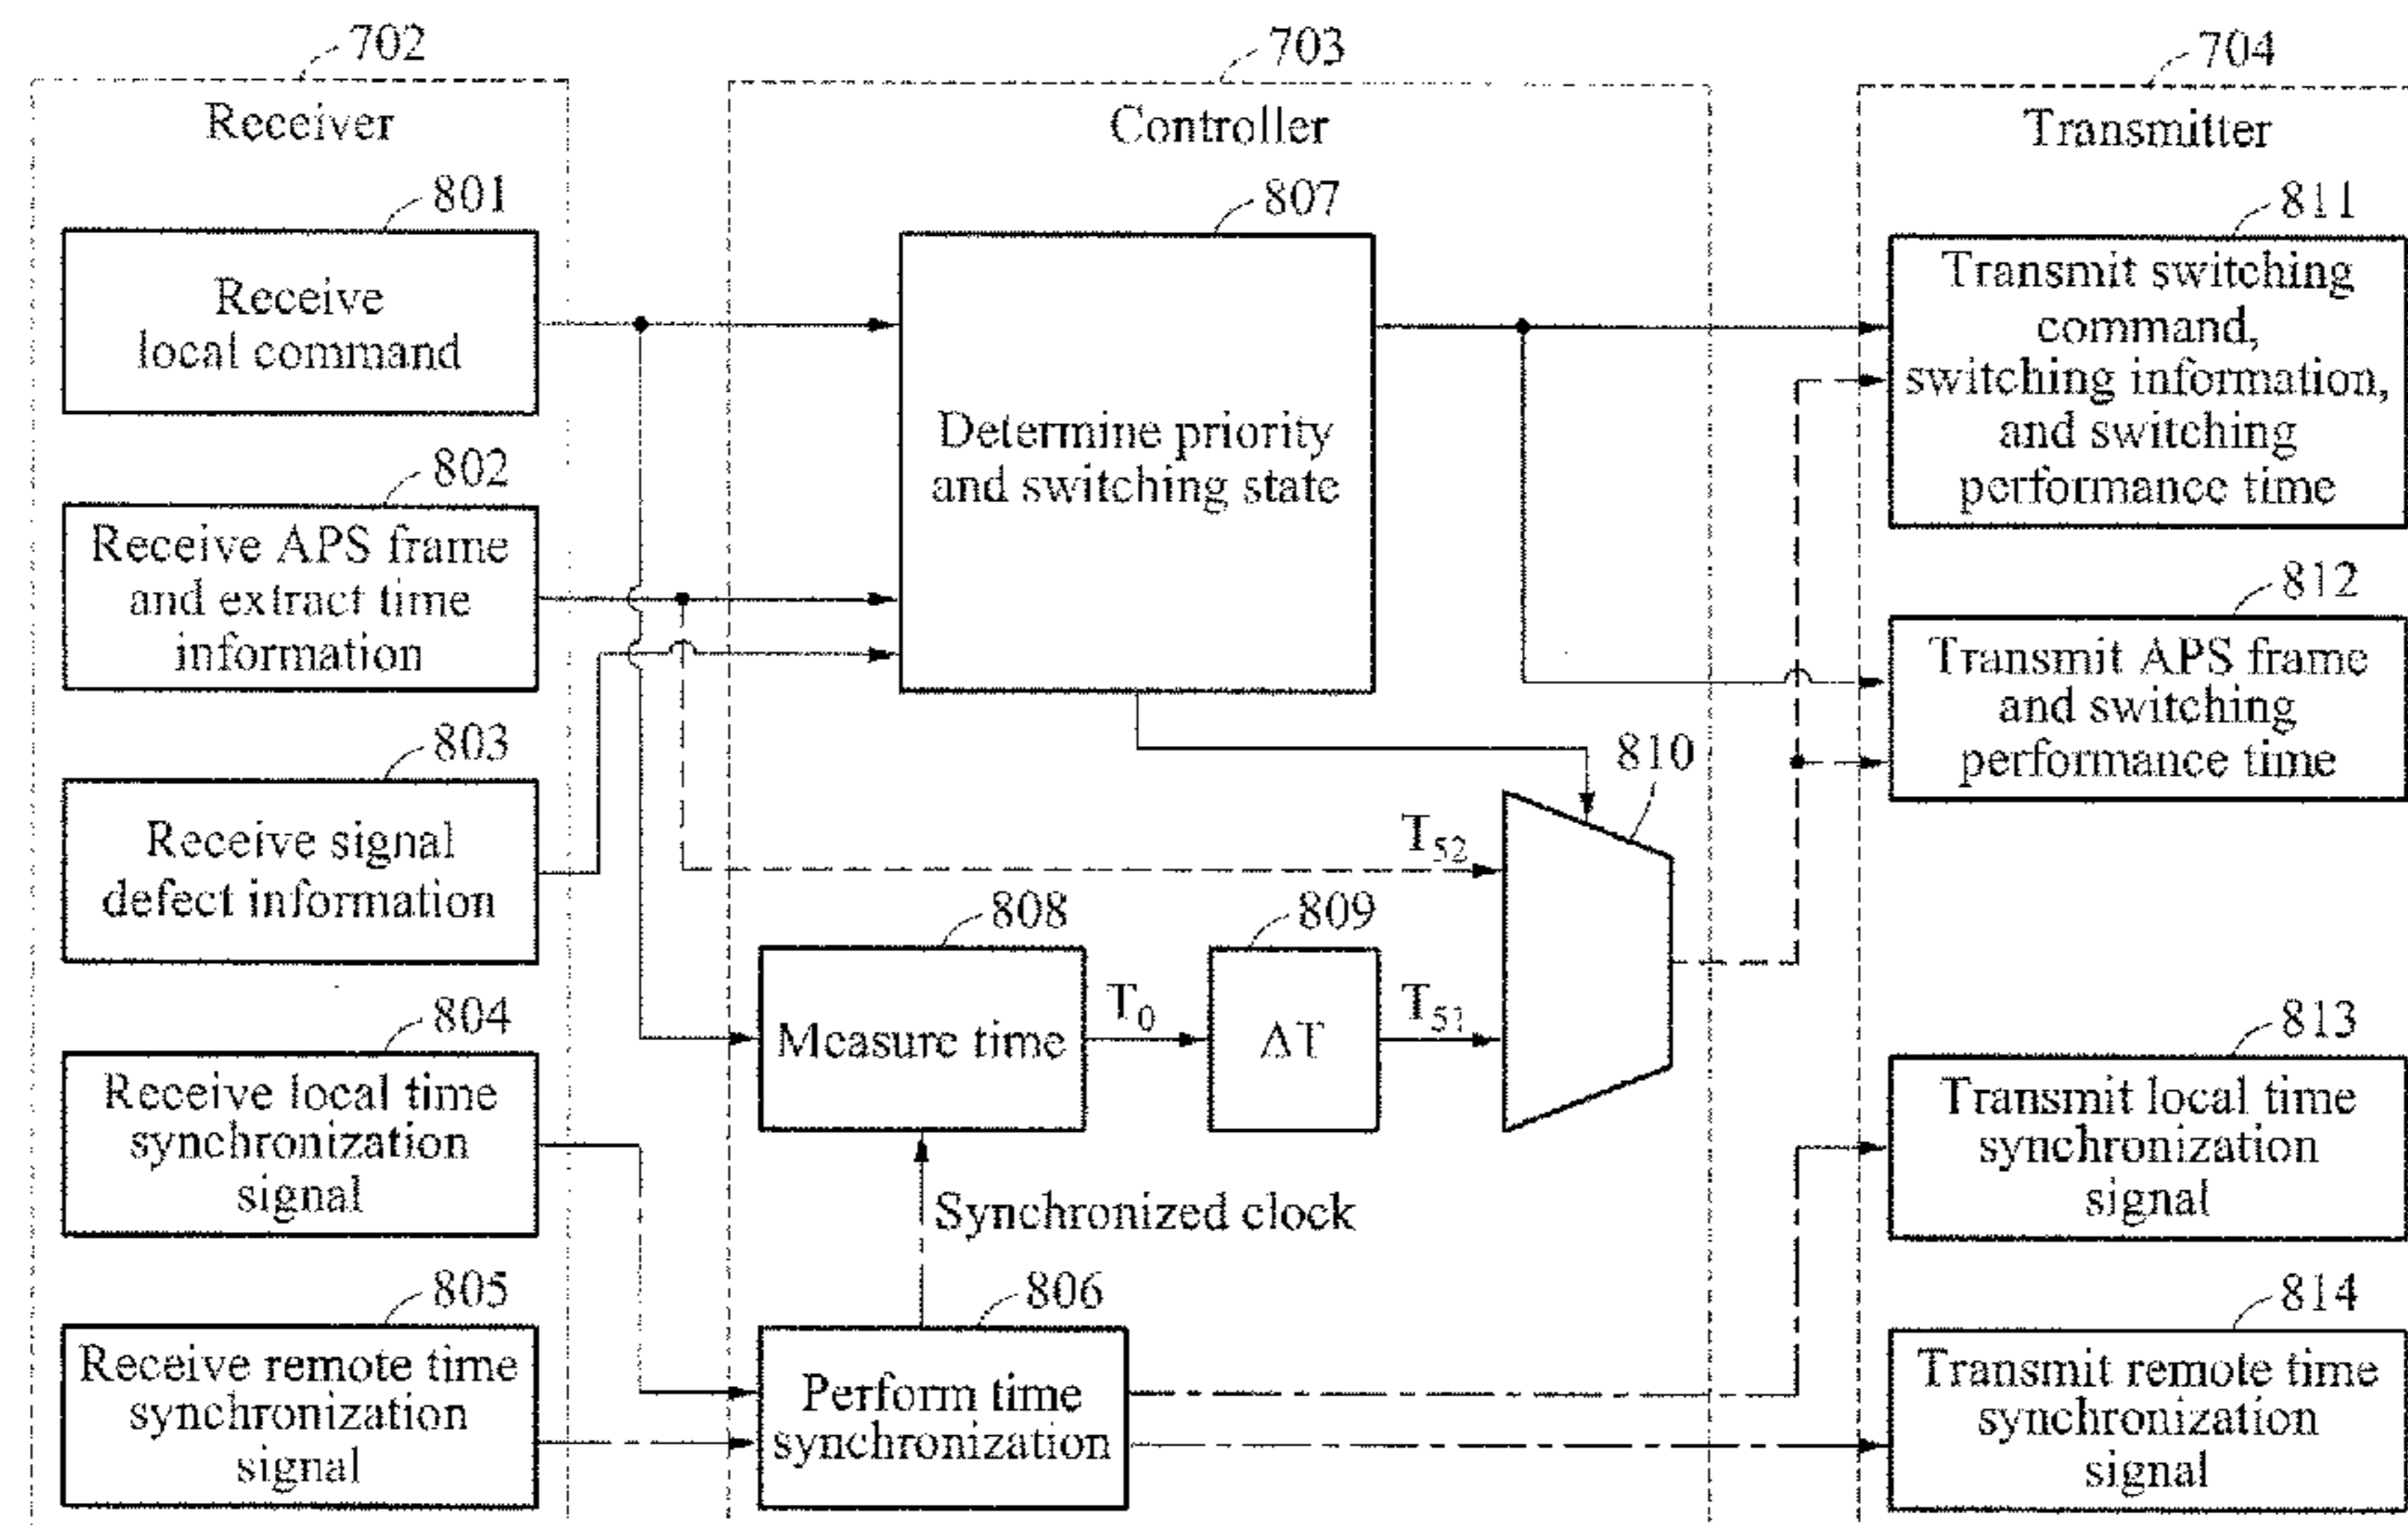 702
703
704
Receiver
Controller
Transmitter
801
Receive
local command
802
Receive APS frame
and extract time
information
803
Receive signal
defect information
804
Receive local time
synchronization
signal
805
Receive remote time
synchronization
signal
807
Determine priority
and switching state
810
T52
808
Measure time
T0
809
ΔT
T51
Synchronized clock
806
Perform time
synchronization
811
Transmit switching
command,
switching information,
and switching
performance time
812
Transmit APS frame
and switching
performance time
813
Transmit local time
synchronization
signal
814
Transmit remote time
synchronization
signal